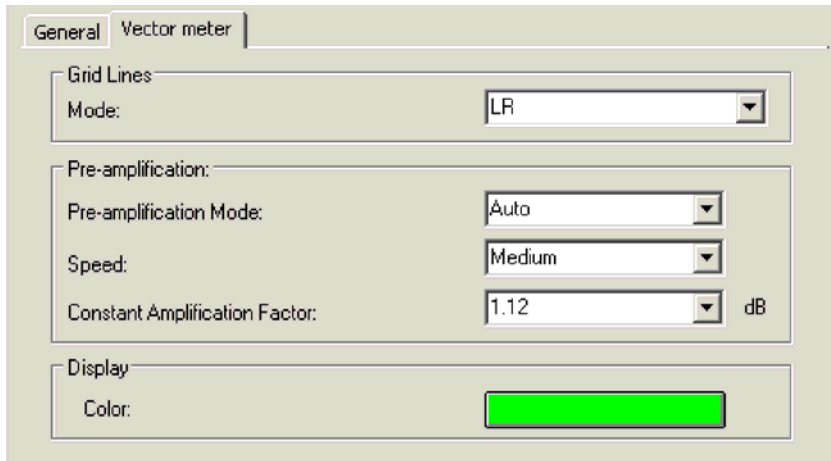 General Vector meter
Grid Lines
Mode: LR
Pre-amplification:
Pre-amplification Mode: Auto
Speed: Medium
Constant Amplification Factor: 1.12 dB
Display
Color: